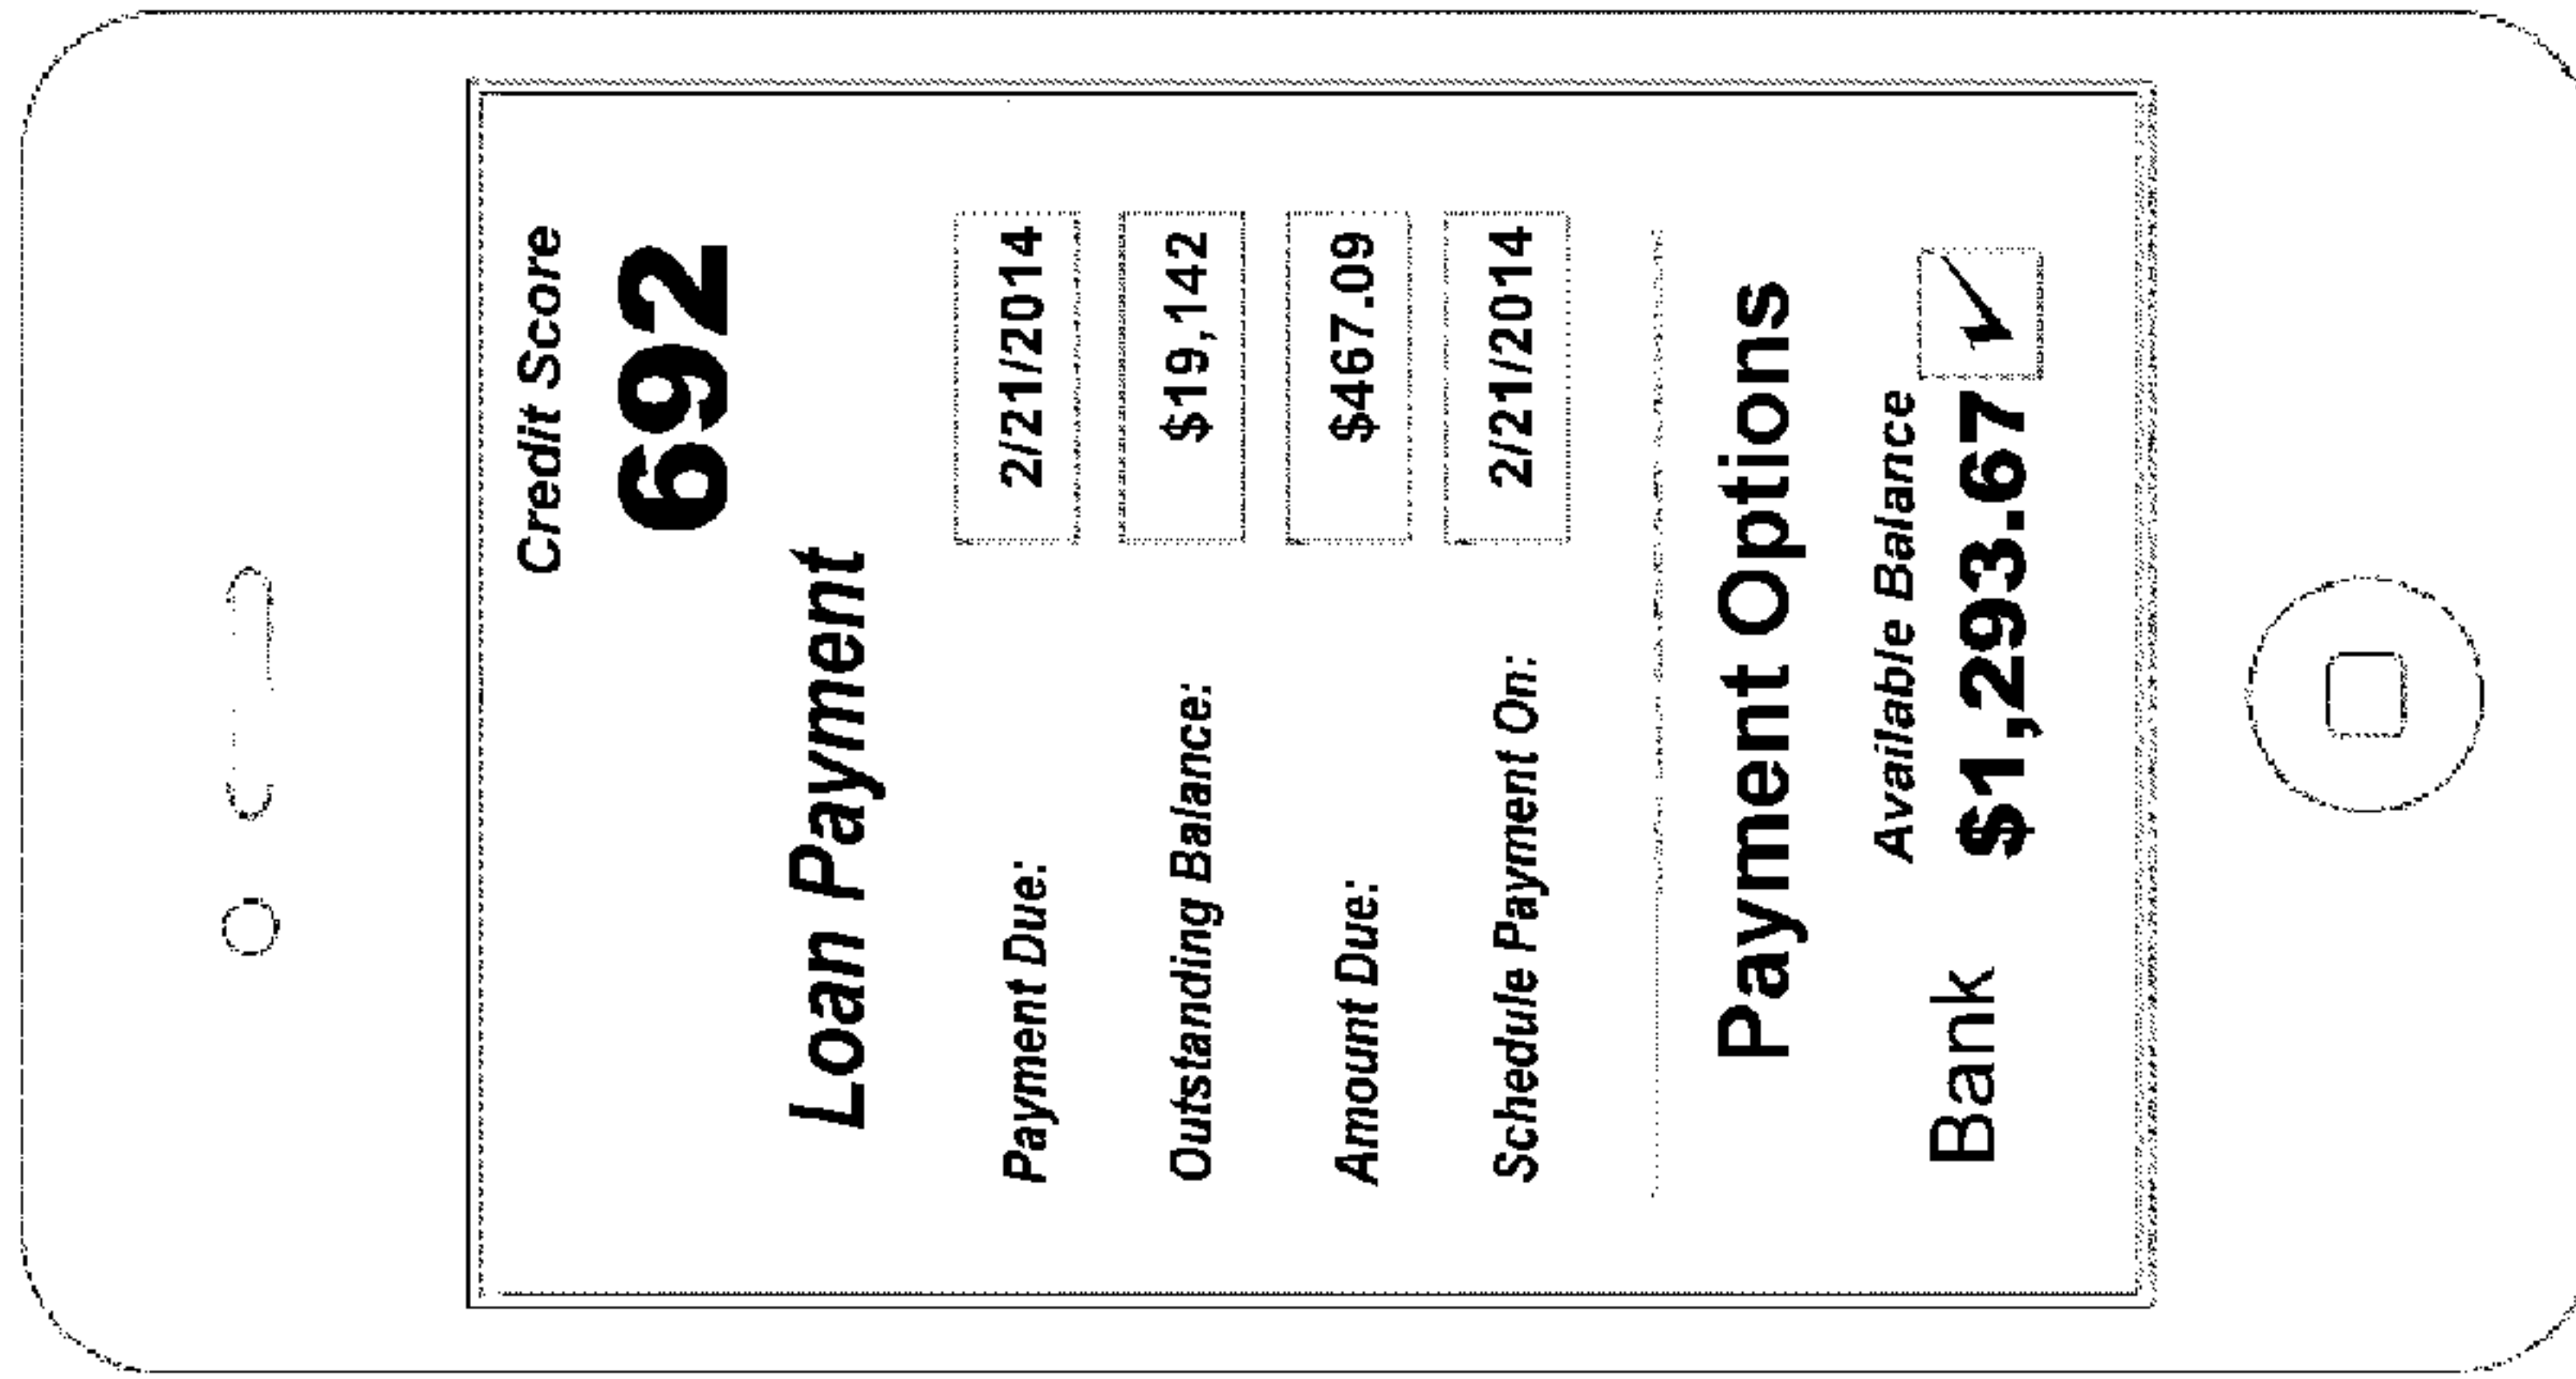 Credit Score
692
Loan Payment
Payment Due: 2/21/2014
Outstanding Balance: $19,142
Amount Due: $467.09
Schedule Payment On: 2/21/2014
Payment Options
Available Balance
Bank $1,293.67